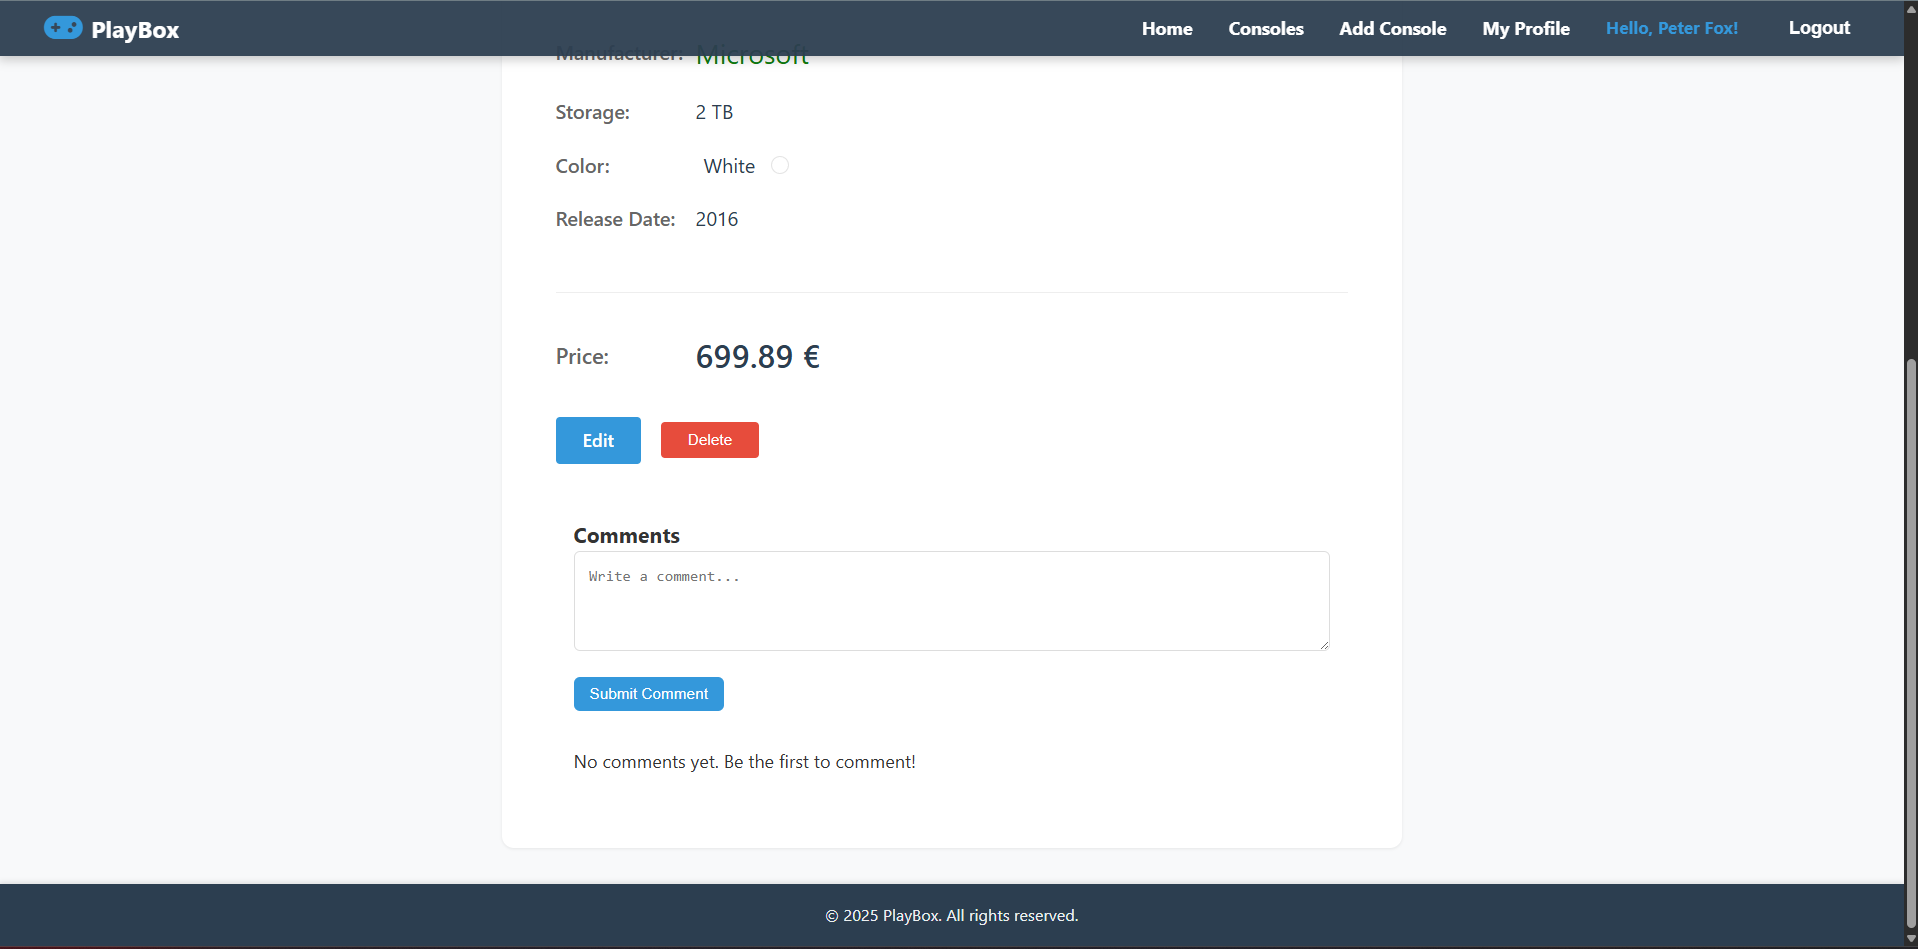 PlayBox
Home Consoles Add Console My Profile Hello, Peter Fox! Logout
Manufacturer: Microsoft
Storage: 2 TB
Color: White
Release Date: 2016
Price: 699.89 €
Edit Delete
Comments
Write a comment...
Submit Comment
No comments yet. Be the first to comment!
© 2025 PlayBox. All rights reserved.